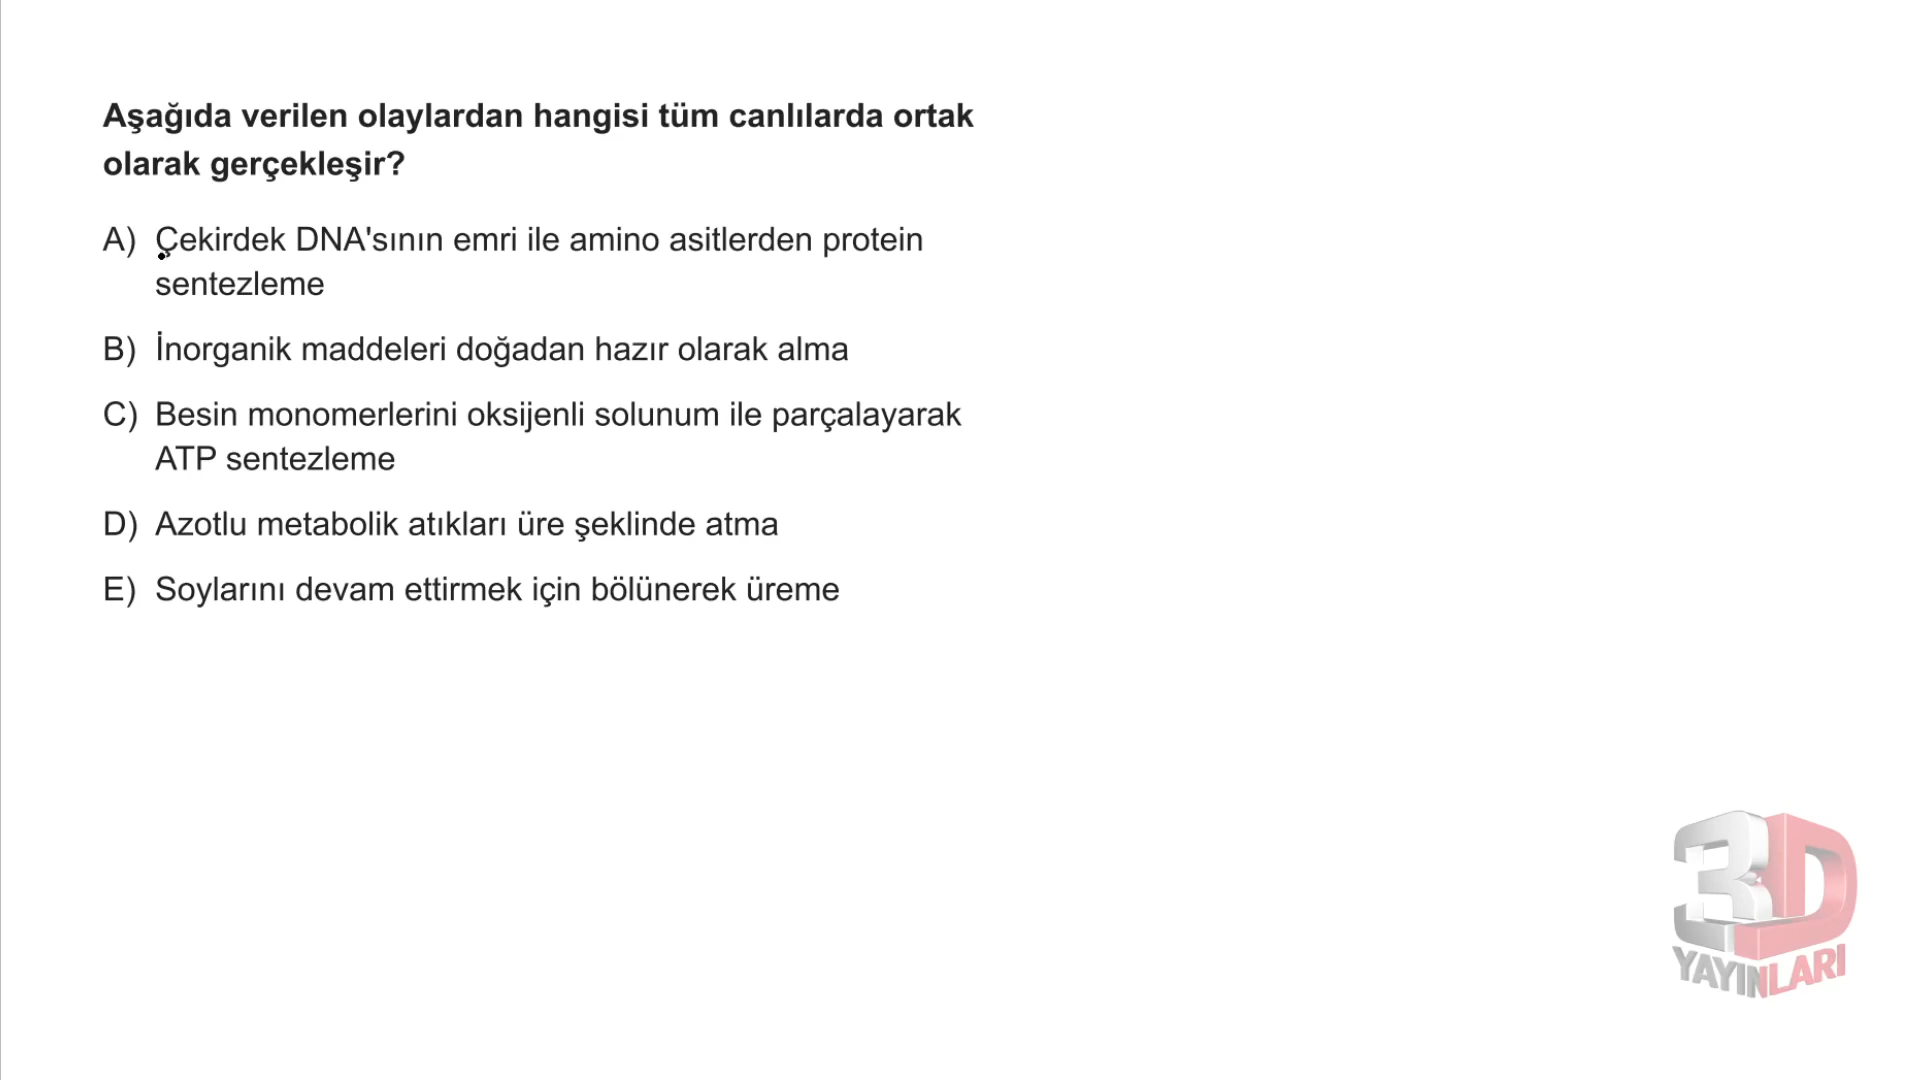 Aşağıda verilen olaylardan hangisi tüm canlılarda ortak
olarak gerçekleşir?
A) Çekirdek DNA'sının emri ile amino asitlerden protein
sentezleme
B) İnorganik maddeleri doğadan hazır olarak alma
C) Besin monomerlerini oksijenli solunum ile parçalayarak
ATP sentezleme
D) Azotlu metabolik atıkları üre şeklinde atma
E) Soylarını devam ettirmek için bölünerek üreme
3D
YAYINLARI